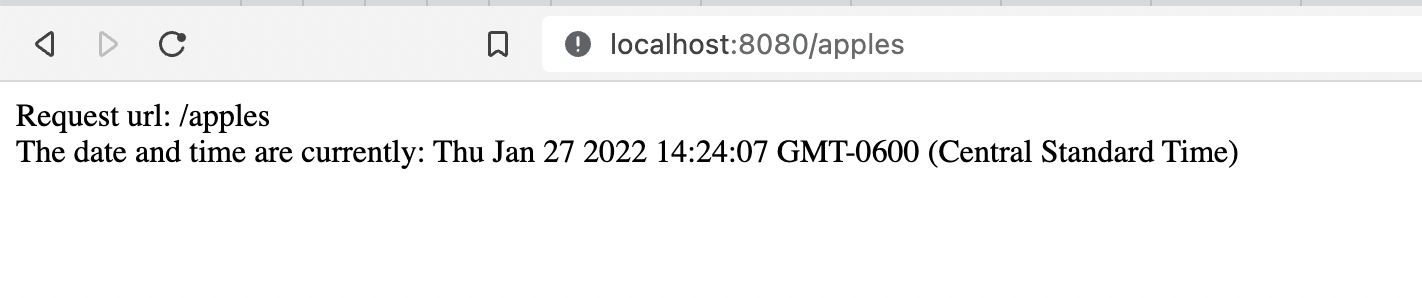 localhost:8080/apples
Request url: /apples
The date and time are currently: Thu Jan 27 2022 14:24:07 GMT-0600 (Central Standard Time)